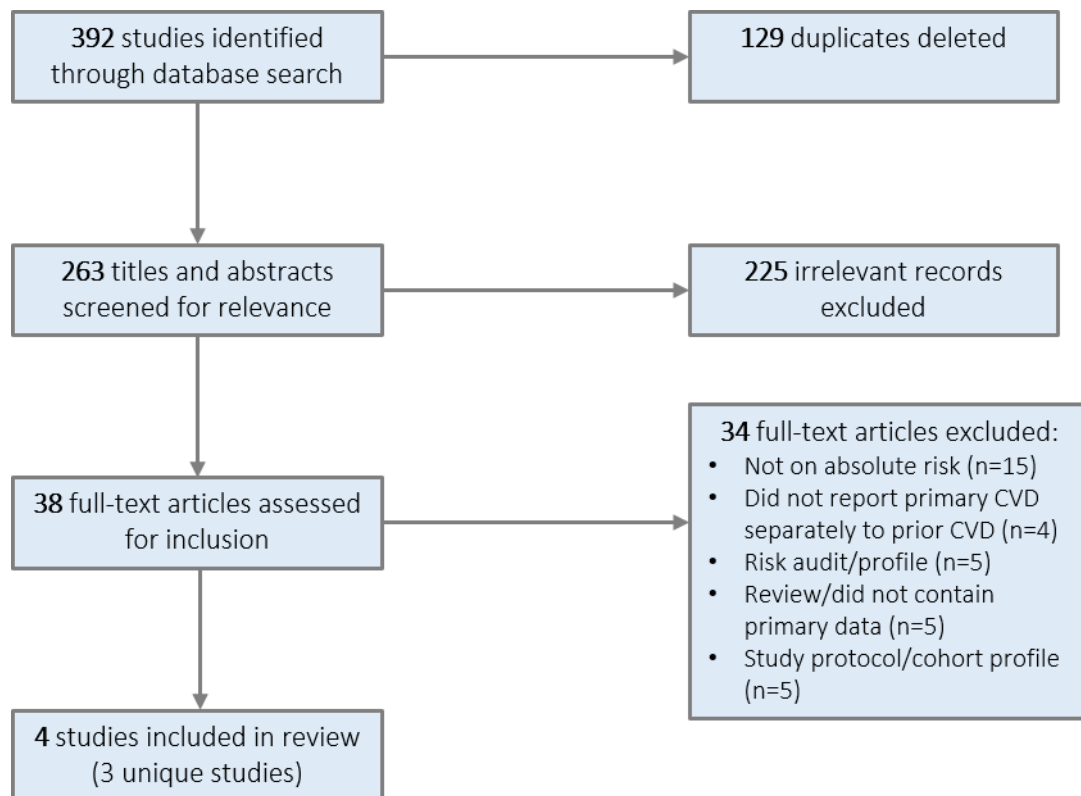 392 studies identified
through database search
129 duplicates deleted
263 titles and abstracts
screened for relevance
225 irrelevant records
excluded
38 full-text articles assessed
for inclusion
34 full-text articles excluded:
• Not on absolute risk (n=15)
• Did not report primary CVD
separately to prior CVD (n=4)
• Risk audit/profile (n=5)
• Review/did not contain
primary data (n=5)
• Study protocol/cohort profile
(n=5)
4 studies included in review
(3 unique studies)